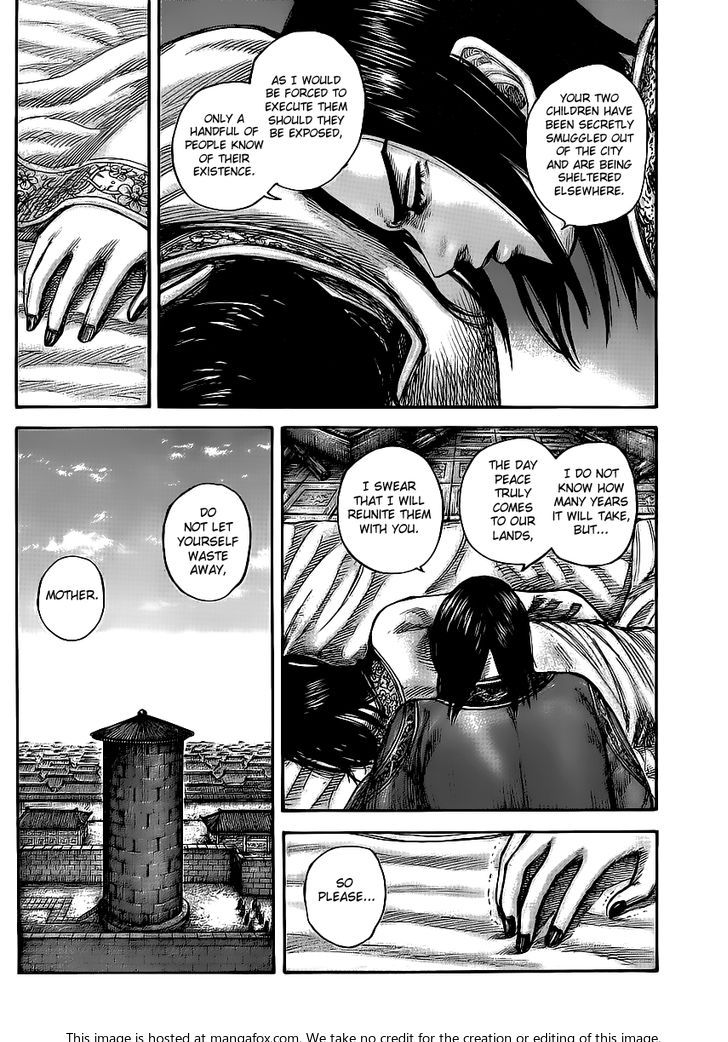 YOUR TWO
CHILDREN HAVE
BEEN SECRETLY
SMUGGLED OUT
OF THE CITY
AND ARE BEING
SHELTERED
ELSEWHERE.
AS I WOULD
BE FORCED TO
EXECUTE THEM
SHOULD THEY
BE EXPOSED,
ONLY A
HANDFUL OF
PEOPLE KNOW
OF THEIR
EXISTENCE.
I DO NOT
KNOW HOW
MANY YEARS
IT WILL TAKE,
BUT...
THE DAY
PEACE
TRULY
COMES
TO OUR
LANDS,
I SWEAR
THAT I WILL
REUNITE THEM
WITH YOU.
SO
PLEASE...
DO
NOT LET
YOURSELF
WASTE
AWAY,
MOTHER.
This image is hosted at mangafox.com. We take no credit for the creation or editing of this image.